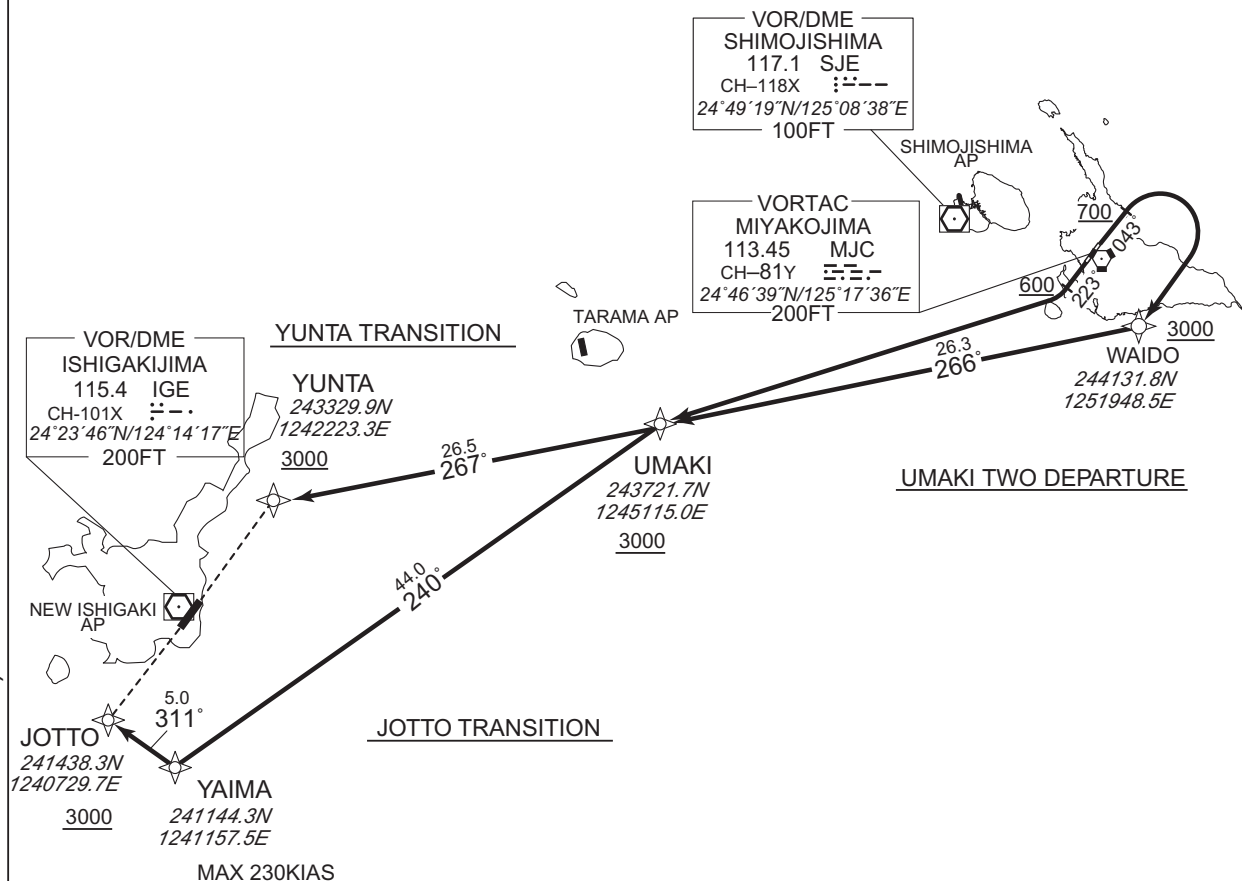 VOR/DME
SHIMOJISHIMA
117.1 SJE
CH–118X
24°49´19˝N/125°08´38˝E
100FT
SHIMOJISHIMA
AP
VORTAC
MIYAKOJIMA
113.45 MJC
CH–81Y
24°46´39˝N/125°17´36˝E
200FT
700
043°
600
223°
TARAMA AP
YUNTA TRANSITION
VOR/DME
ISHIGAKIJIMA
115.4 IGE
CH-101X
24°23´46˝N/124°14´17˝E
200FT
YUNTA
243329.9N
1242223.3E
3000
26.3
266°
3000
WAIDO
244131.8N
1251948.5E
26.5
267°
UMAKI
243721.7N
1245115.0E
3000
UMAKI TWO DEPARTURE
44.0
240°
NEW ISHIGAKI
AP
5.0
311°
JOTTO TRANSITION
JOTTO
241438.3N
1240729.7E
3000
YAIMA
241144.3N
1241157.5E
MAX 230KIAS